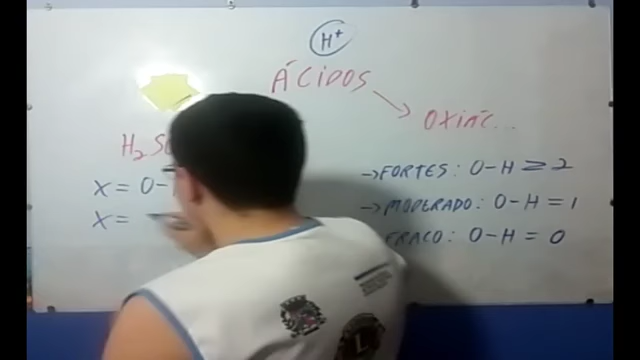 H+
ÁCIDOS
OXIÁC...
H₂S
X = O-
X =
→ FORTES: O-H ≥ 2
→ MODERADO: O-H = 1
FRACO: O-H = 0